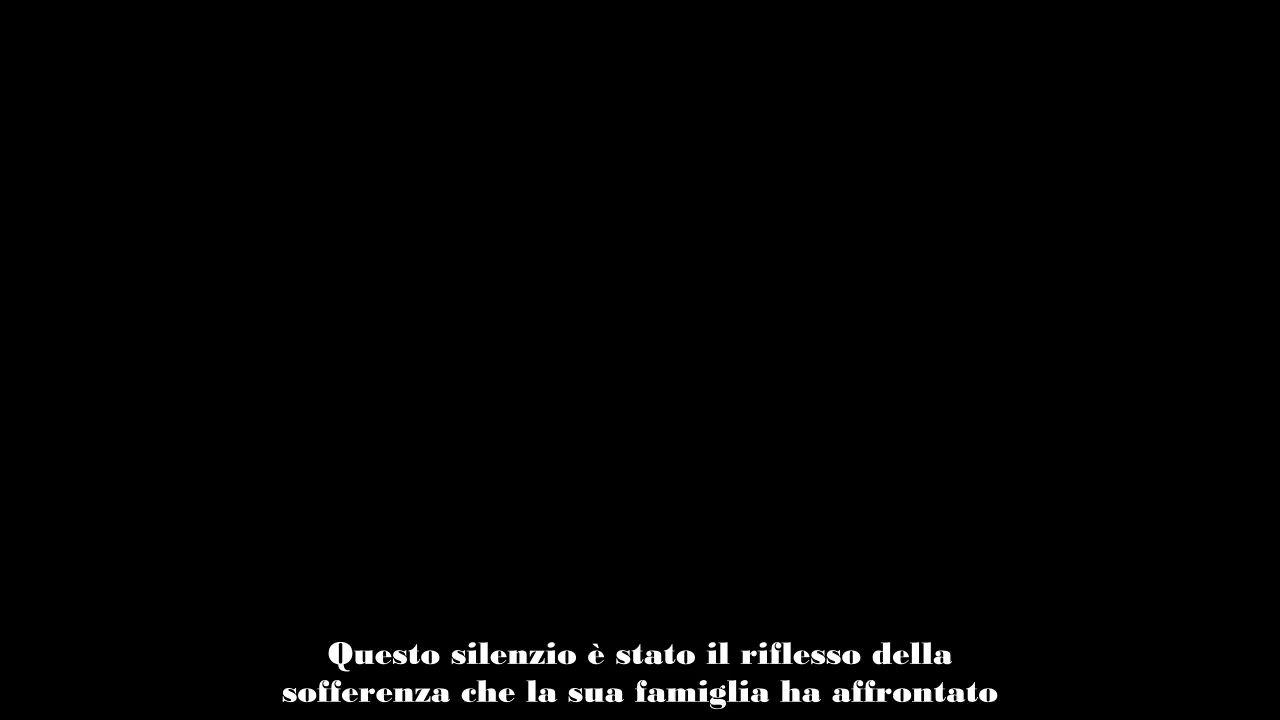 Questo silenzio è stato il riflesso della
sofferenza che la sua famiglia ha affrontato